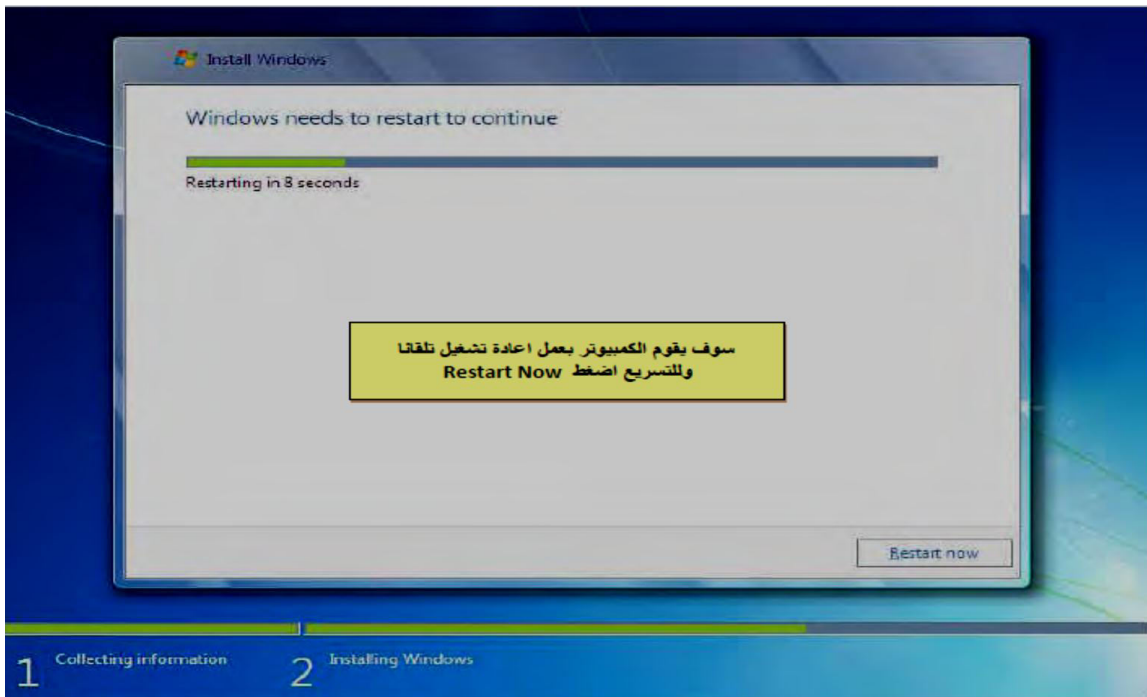 Install Windows
Windows needs to restart to continue
Restarting in 8 seconds
سوف يقوم الكمبيوتر بعمل اعادة تشغيل تلقانا
وللتسريع اضغط Restart Now
Restart now
1 Collecting information
2 Installing Windows